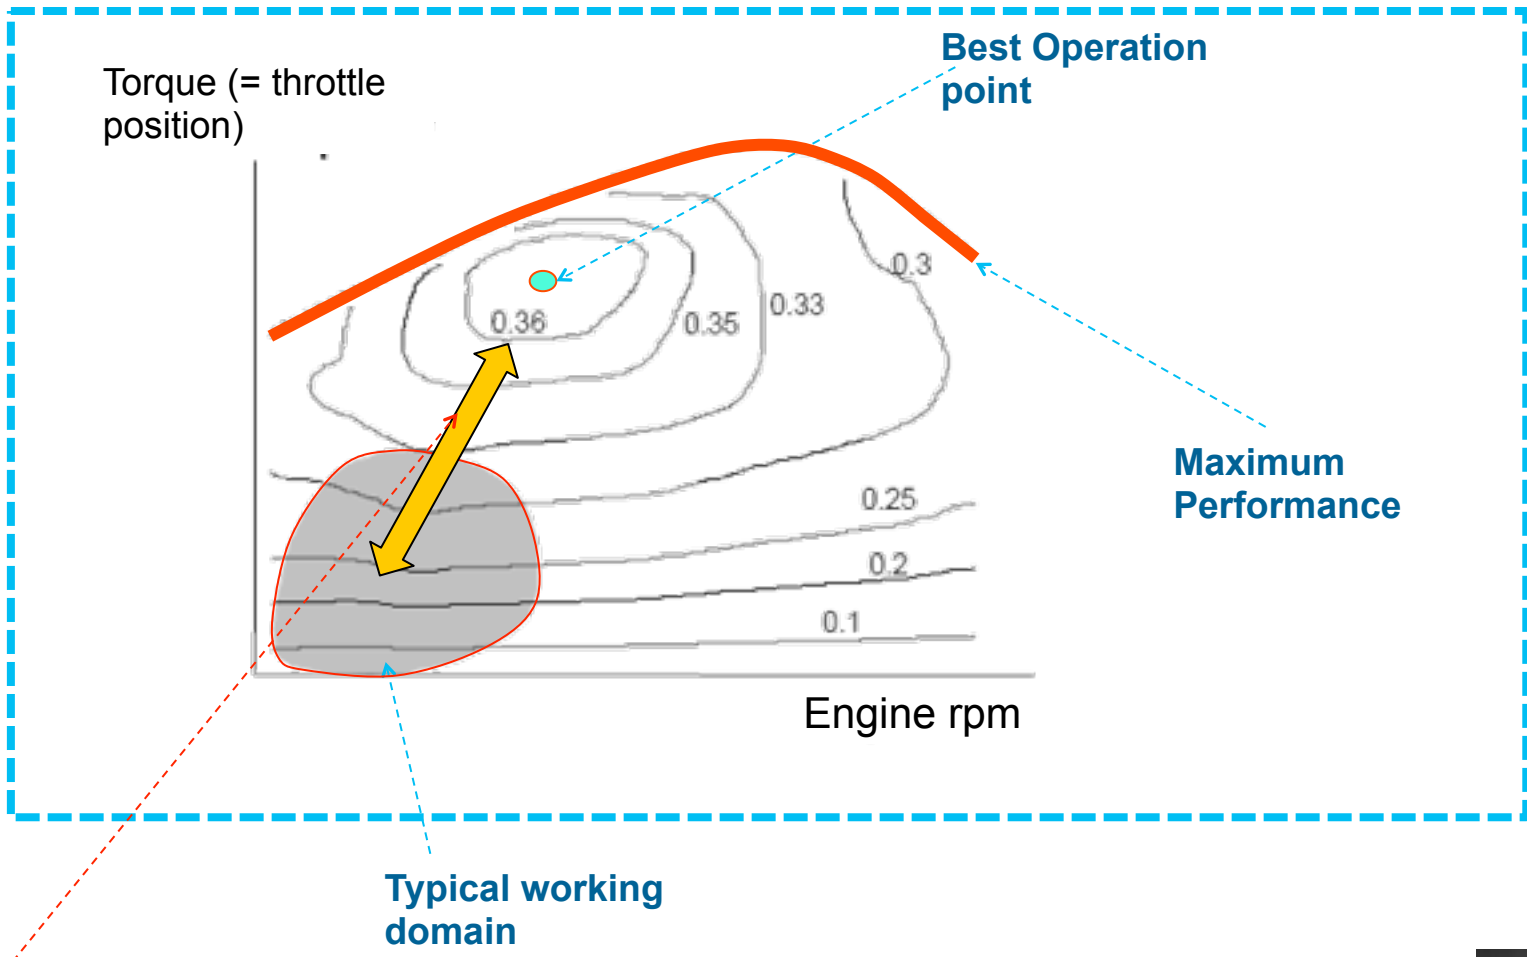 Best Operation
point
Torque (= throttle
position)
0.3
0.33
0.36
0.35
Maximum
Performance
0.25
0.2
0.1
Engine rpm
Typical working
domain